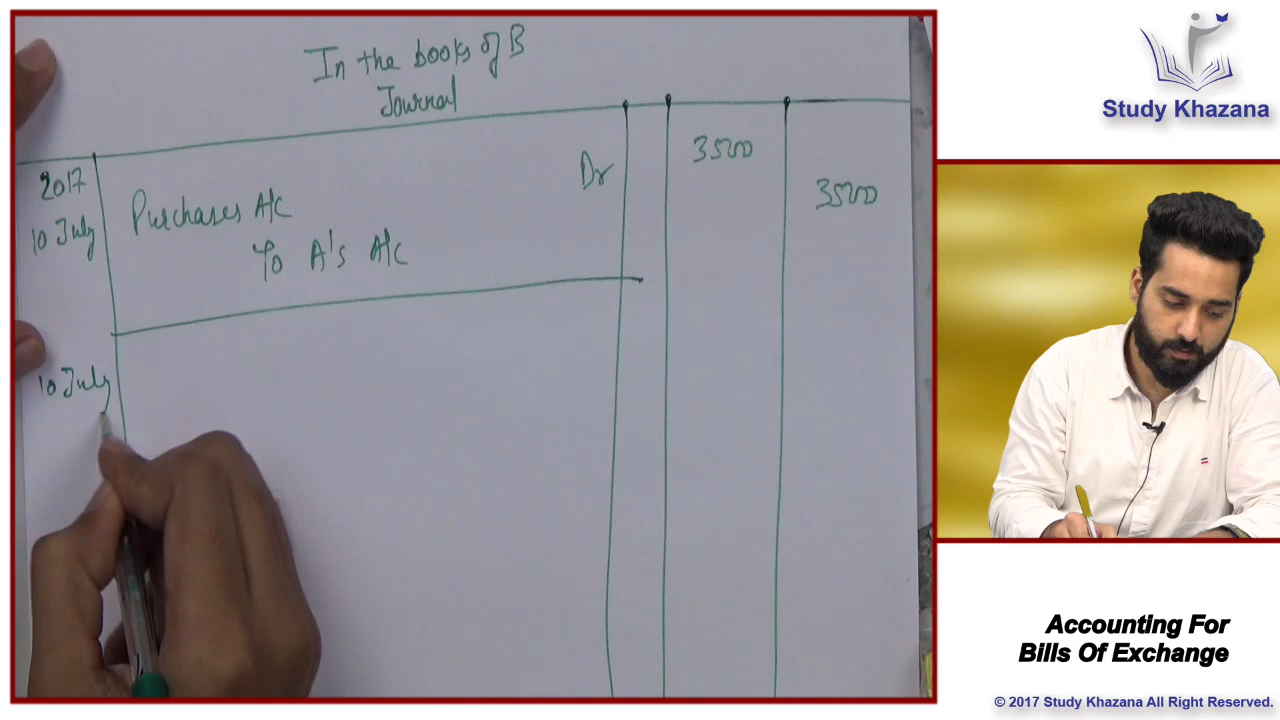 In the books of B
Journal
2017
10 July
Purchases A/c Dr 3500
To A's A/c 3500
10 July
Study Khazana
Accounting For
Bills Of Exchange
© 2017 Study Khazana All Right Reserved.